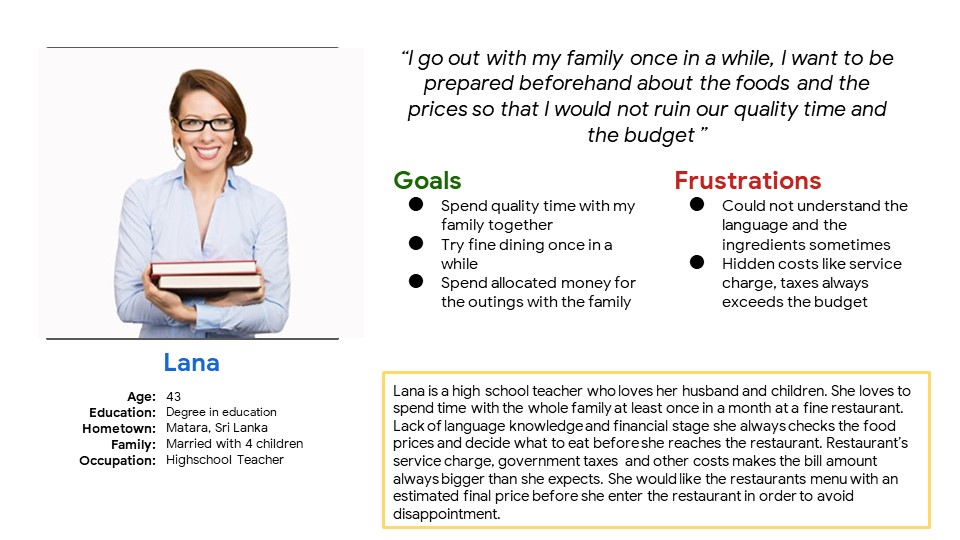 “I go out with my family once in a while, I want to be
prepared beforehand about the foods and the
prices so that I would not ruin our quality time and
the budget ”
Goals
● Spend quality time with my
family together
● Try fine dining once in a
while
● Spend allocated money for
the outings with the family
Frustrations
● Could not understand the
language and the
ingredients sometimes
● Hidden costs like service
charge, taxes always
exceeds the budget
Lana
Age: 43
Education: Degree in education
Hometown: Matara, Sri Lanka
Family: Married with 4 children
Occupation: Highschool Teacher
Lana is a high school teacher who loves her husband and children. She loves to
spend time with the whole family at least once in a month at a fine restaurant.
Lack of language knowledge and financial stage she always checks the food
prices and decide what to eat before she reaches the restaurant. Restaurant’s
service charge, government taxes and other costs makes the bill amount
always bigger than she expects. She would like the restaurants menu with an
estimated final price before she enter the restaurant in order to avoid
disappointment.